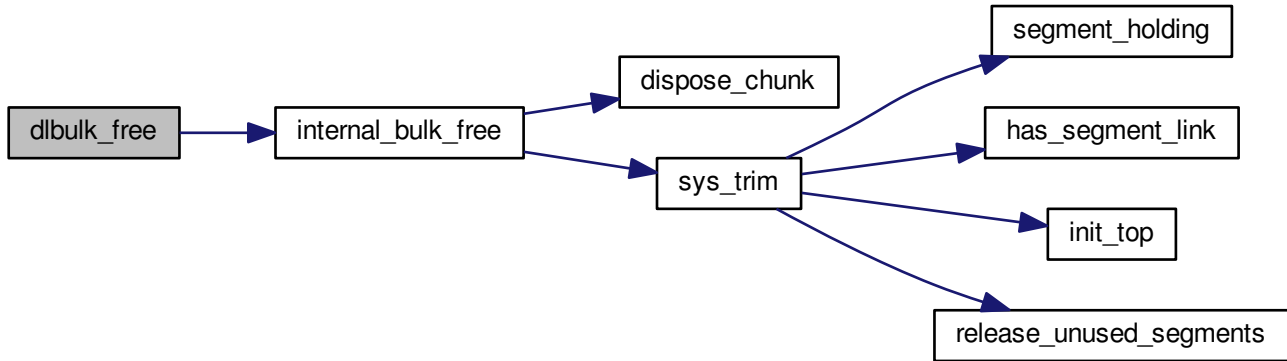 dlbulk_free
internal_bulk_free
dispose_chunk
sys_trim
segment_holding
has_segment_link
init_top
release_unused_segments